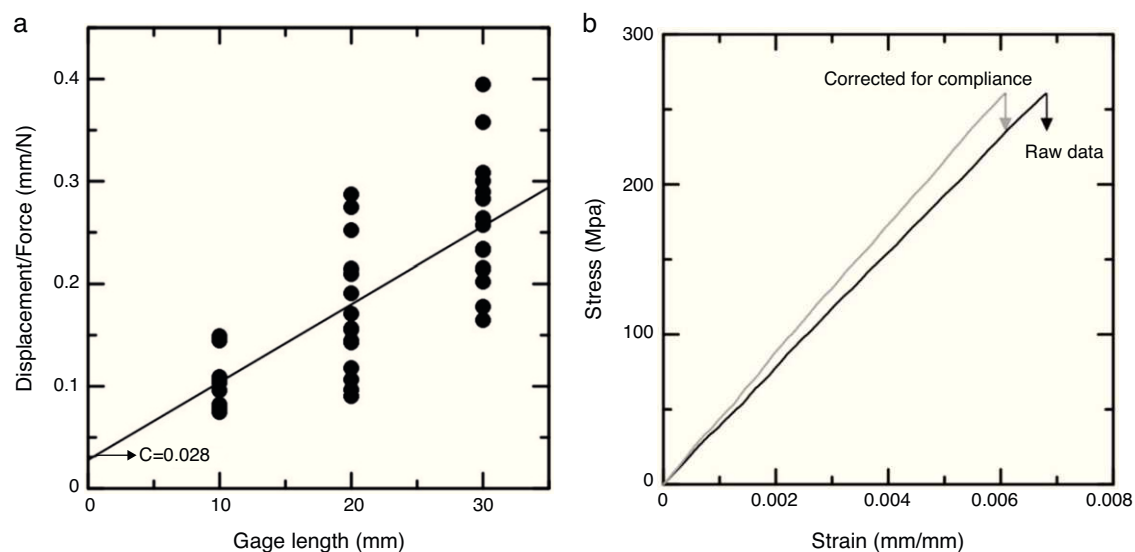 a
0.4
0.3
0.2
0.1
0
0
10
20
30
Displacement/Force (mm/N)
Gage length (mm)
C=0.028
b
300
200
100
0
0
0.002
0.004
0.006
0.008
Stress (Mpa)
Strain (mm/mm)
Corrected for compliance
Raw data